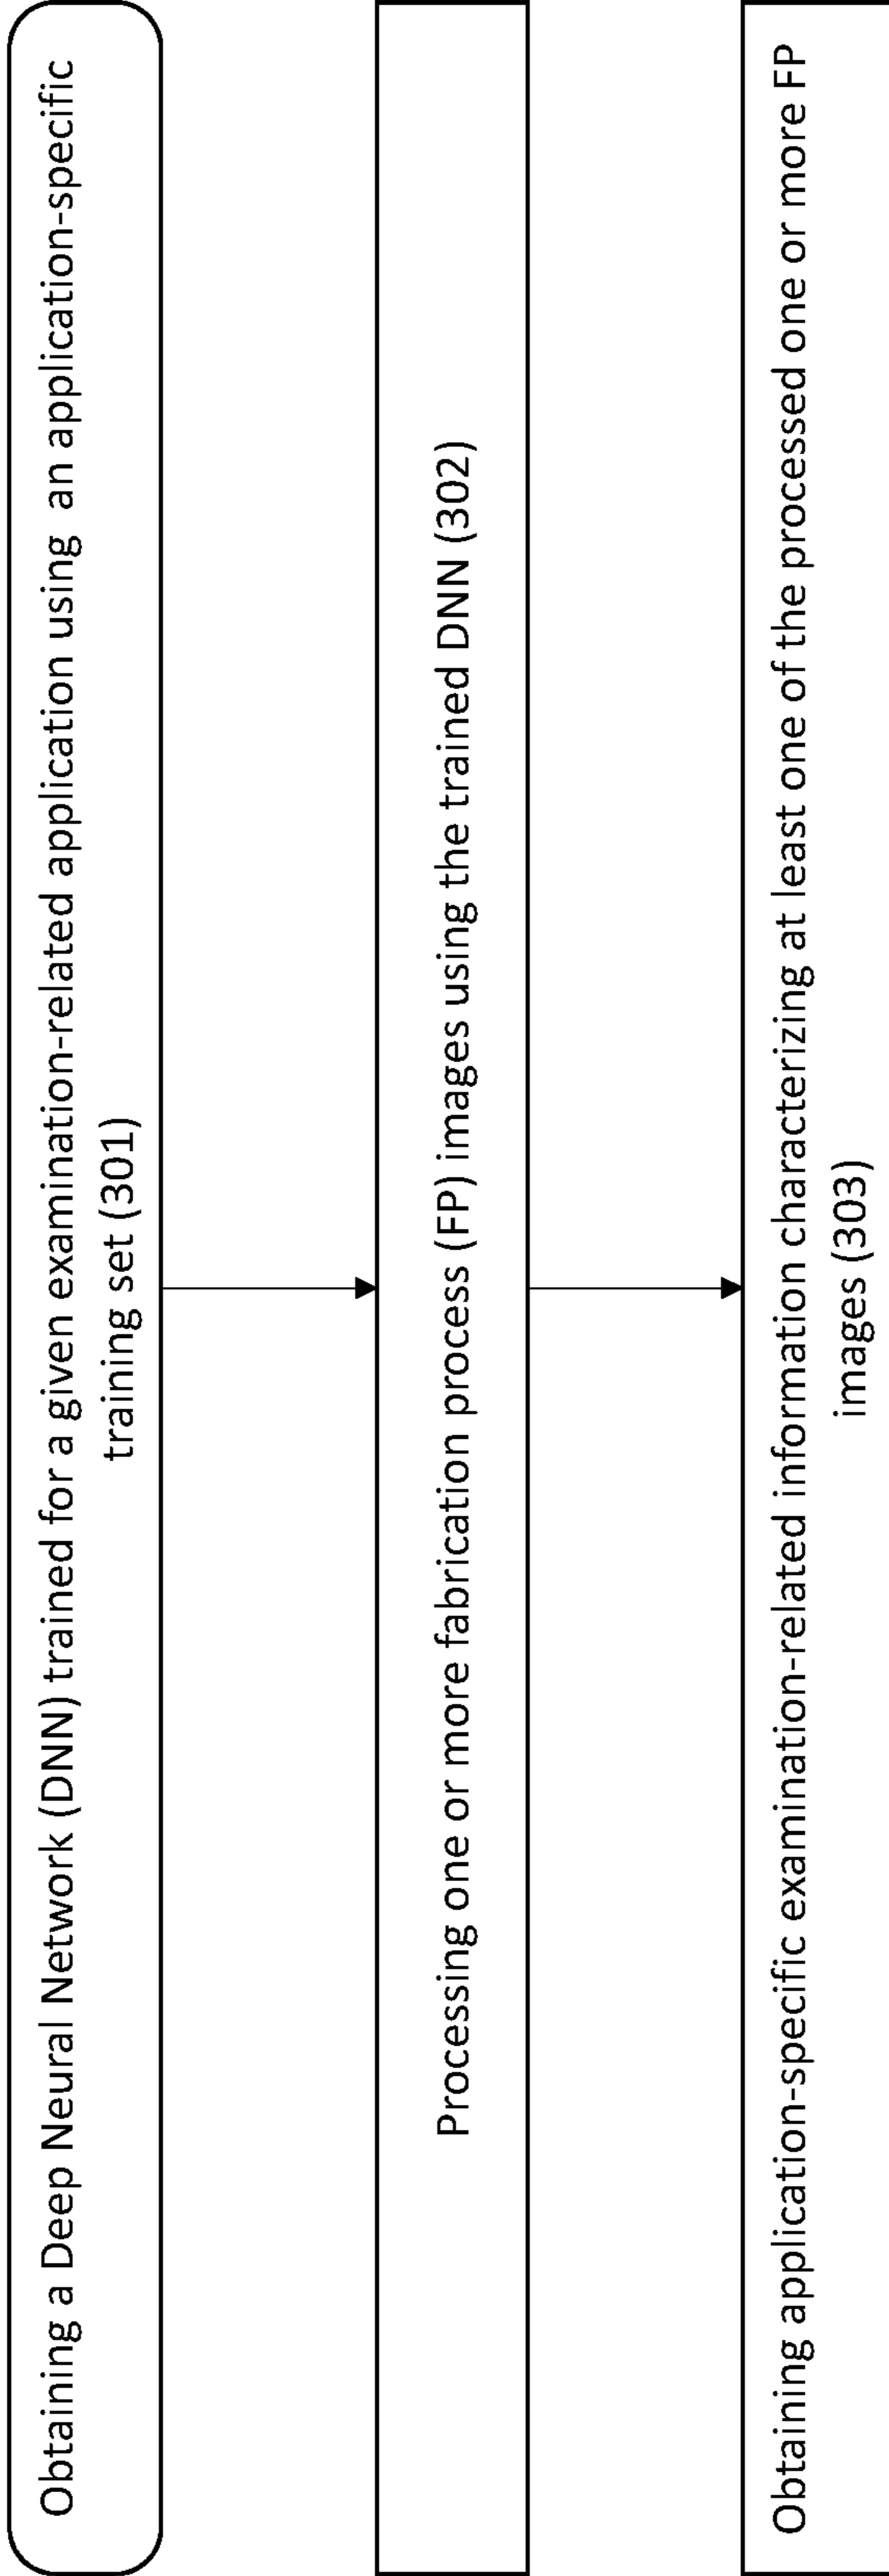 Obtaining a Deep Neural Network (DNN) trained for a given examination-related application using an application-specific
training set (301)
Processing one or more fabrication process (FP) images using the trained DNN (302)
Obtaining application-specific examination-related information characterizing at least one of the processed one or more FP
images (303)